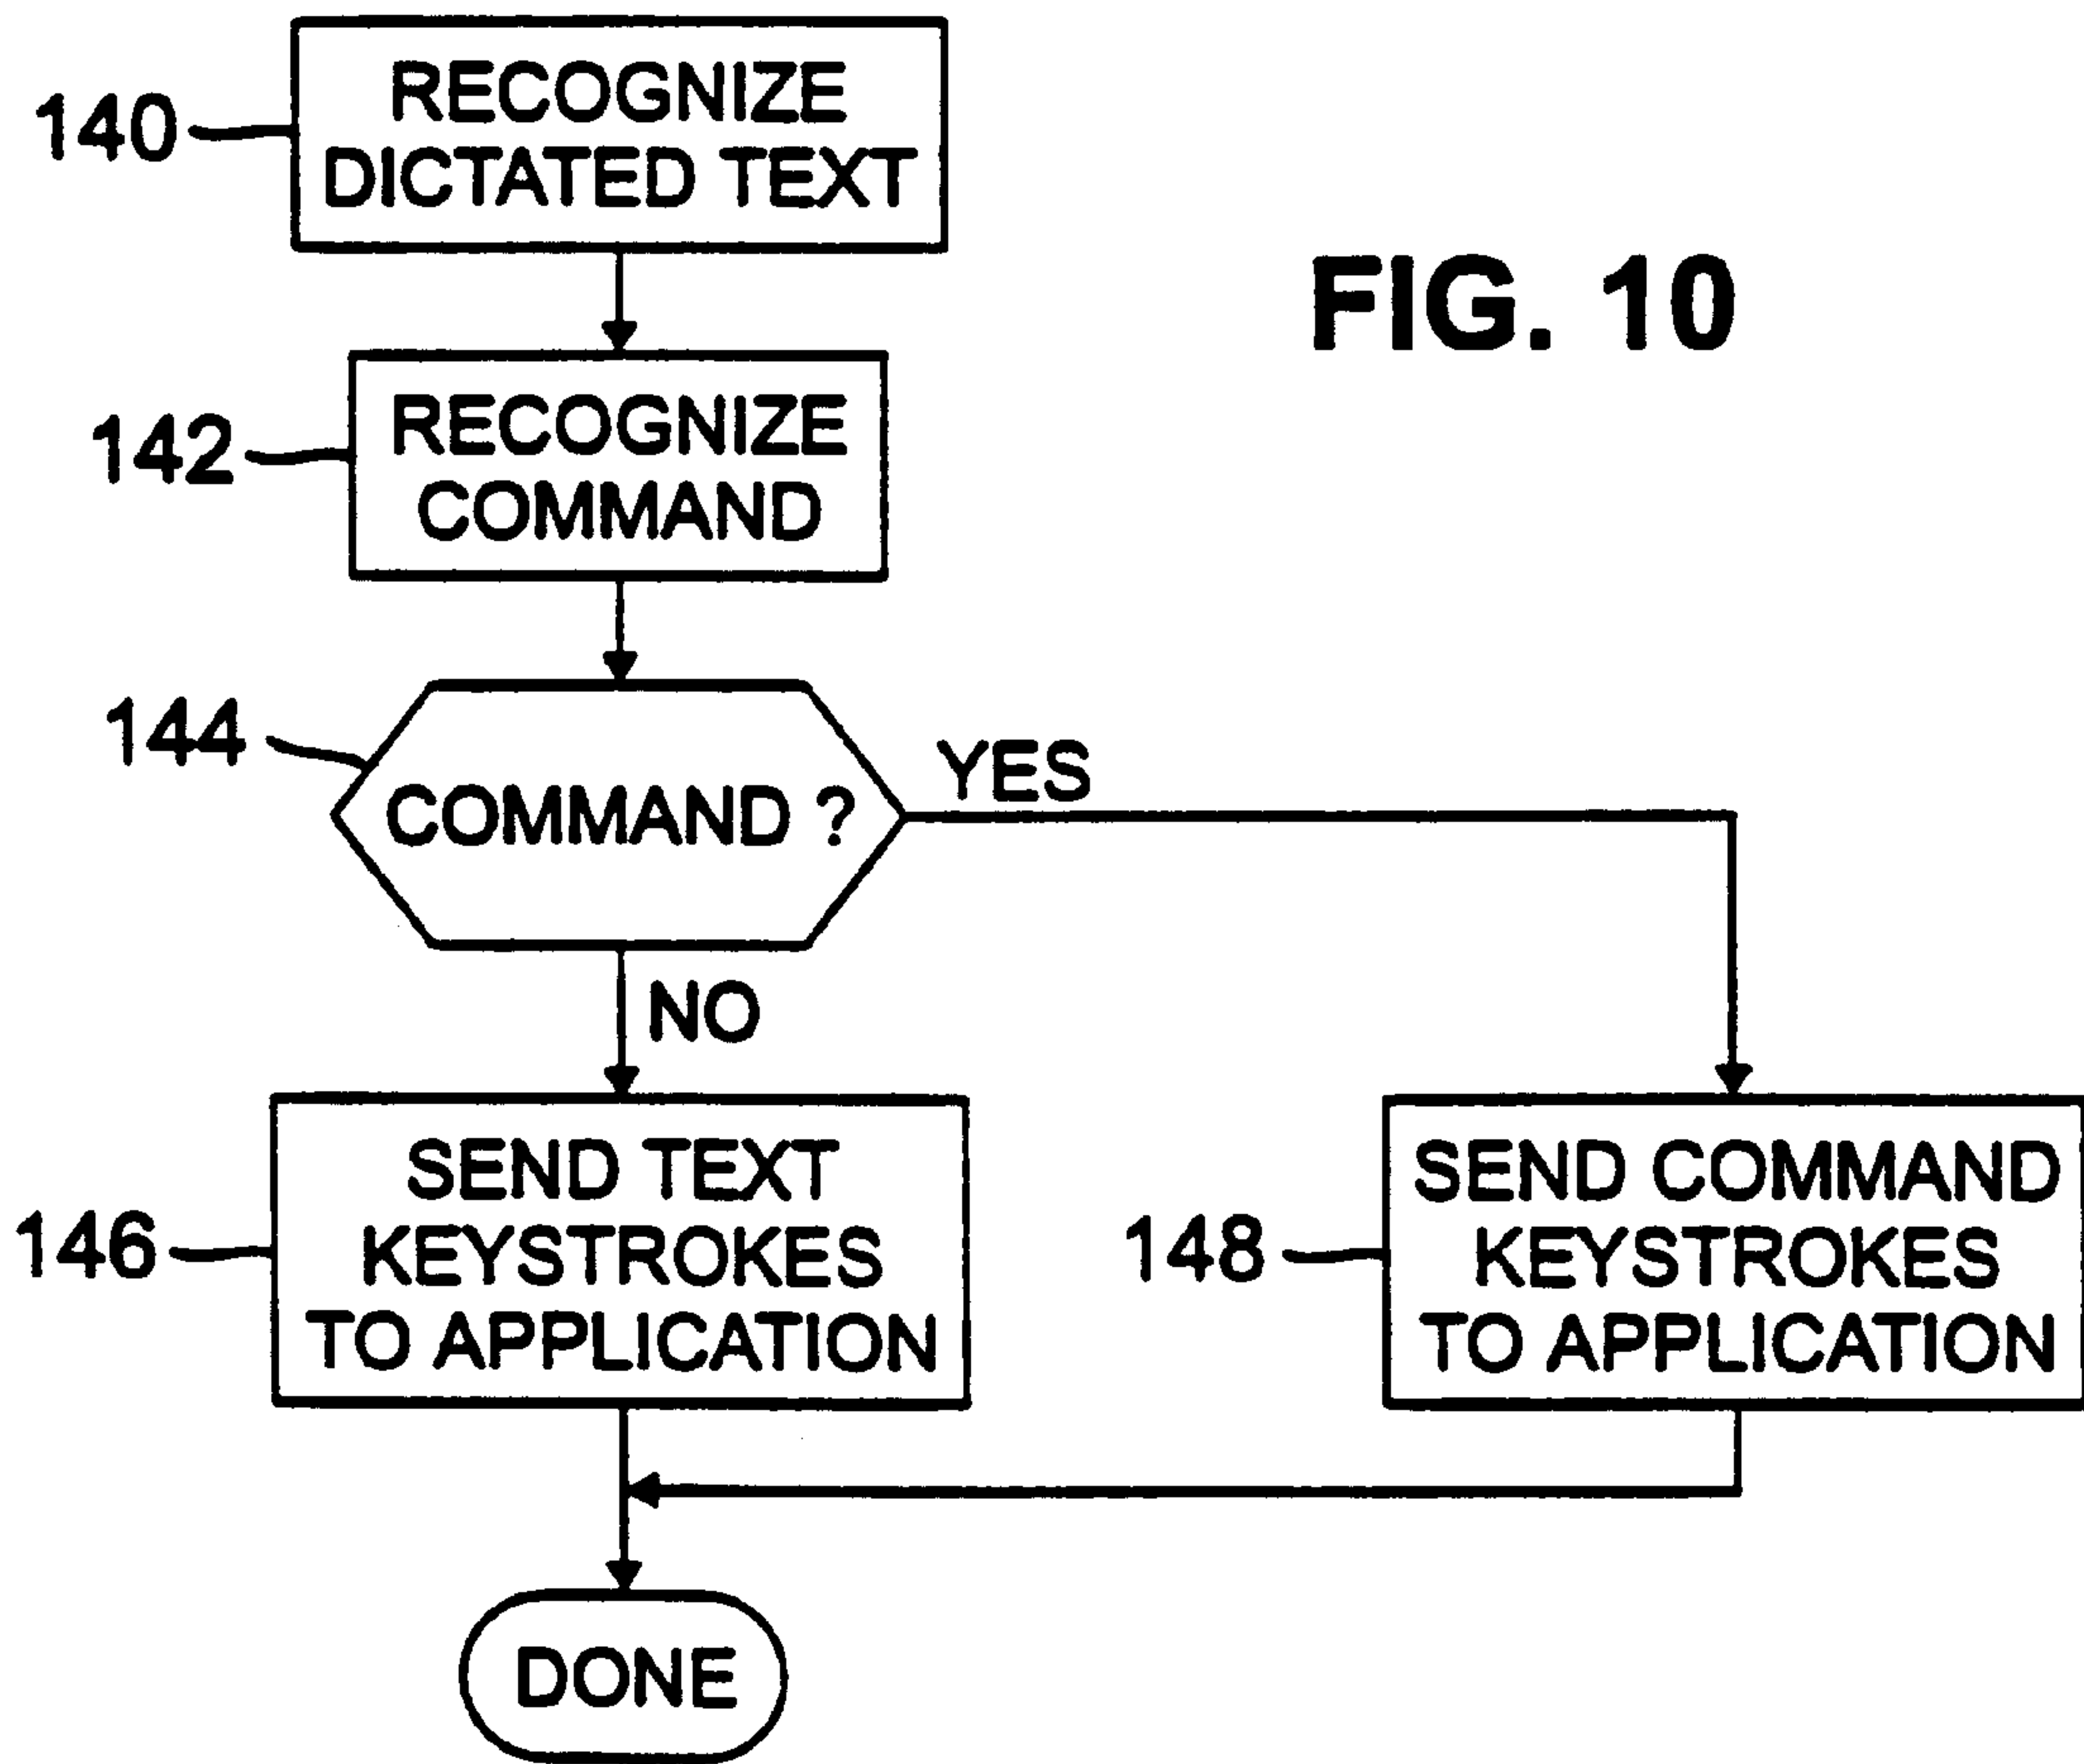 140
RECOGNIZE
DICTATED TEXT
FIG. 10
142
RECOGNIZE
COMMAND
144
COMMAND ?
YES
NO
146
SEND TEXT
KEYSTROKES
TO APPLICATION
148
SEND COMMAND
KEYSTROKES
TO APPLICATION
DONE